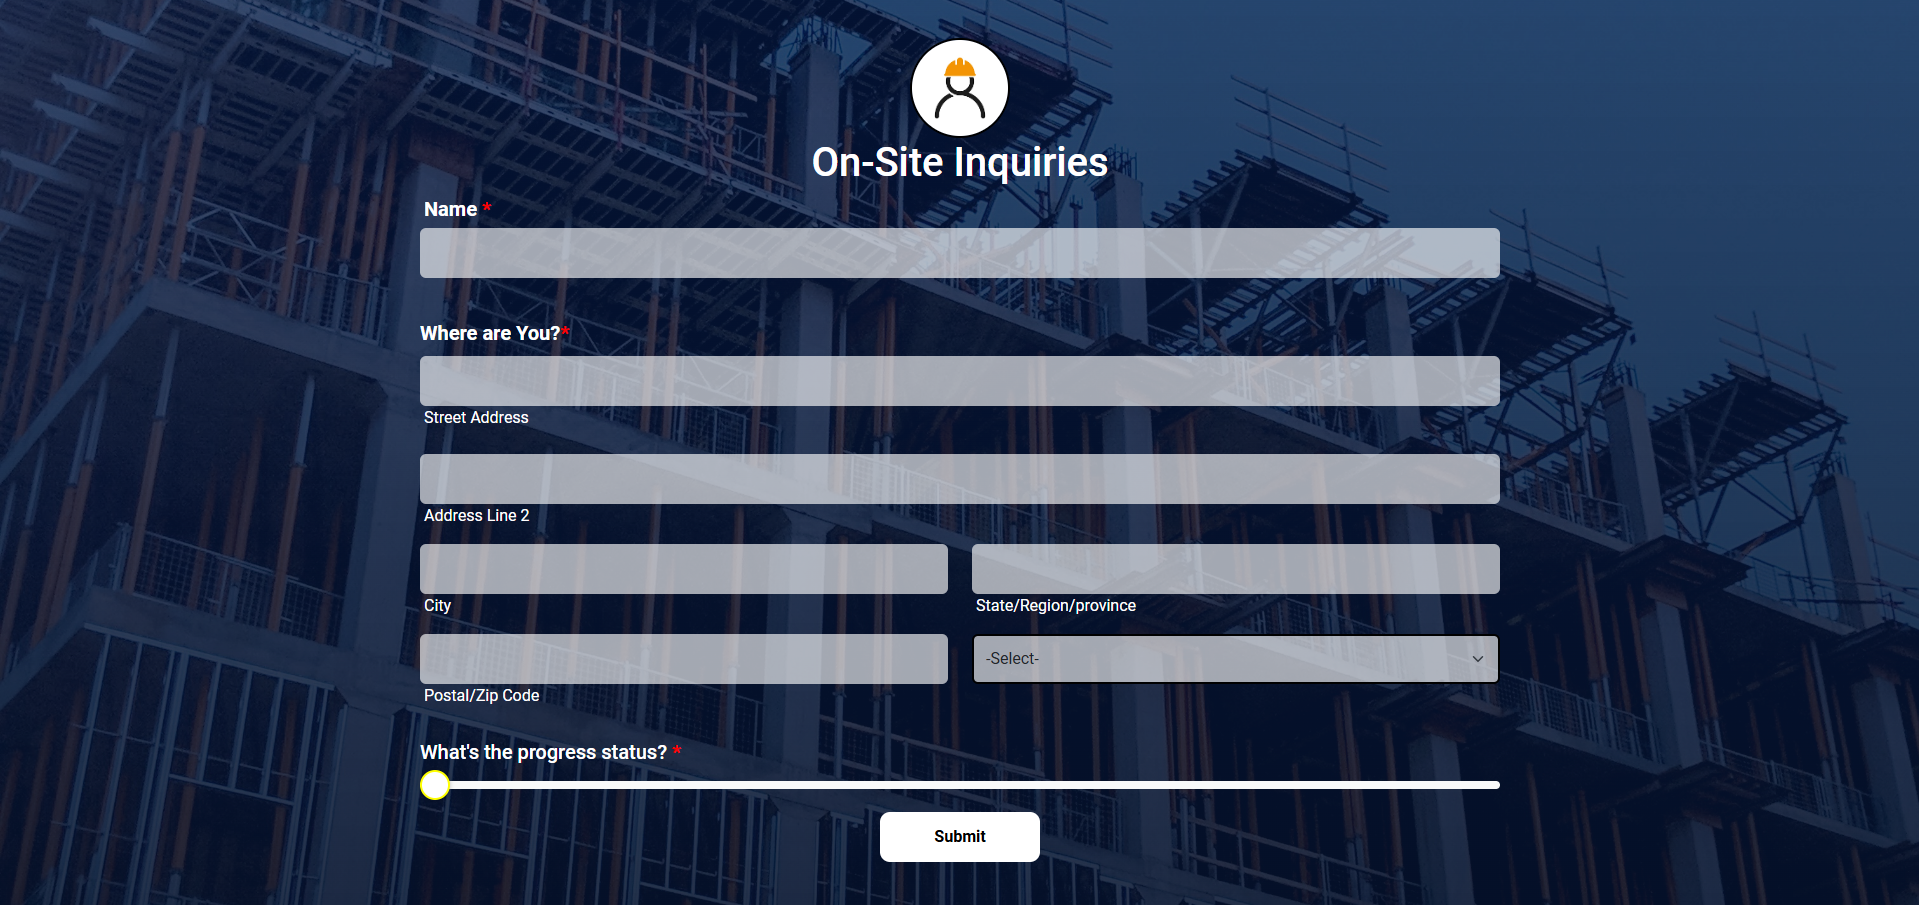 On-Site Inquiries
Name *
Where are You?*
Street Address
Address Line 2
City
State/Region/province
-Select-
Postal/Zip Code
What's the progress status? *
Submit